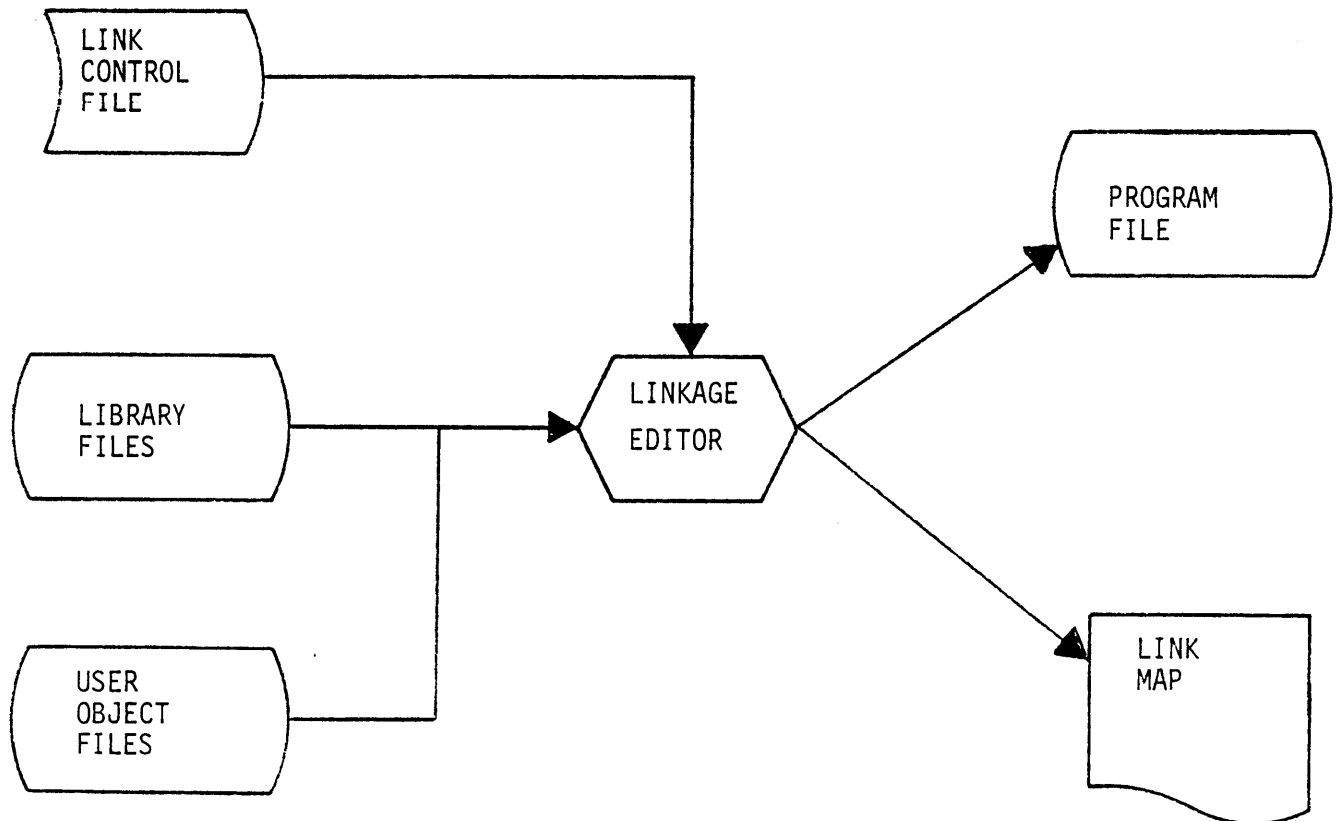 LINK
CONTROL
FILE
PROGRAM
FILE
LIBRARY
FILES
LINKAGE
EDITOR
USER
OBJECT
FILES
LINK
MAP